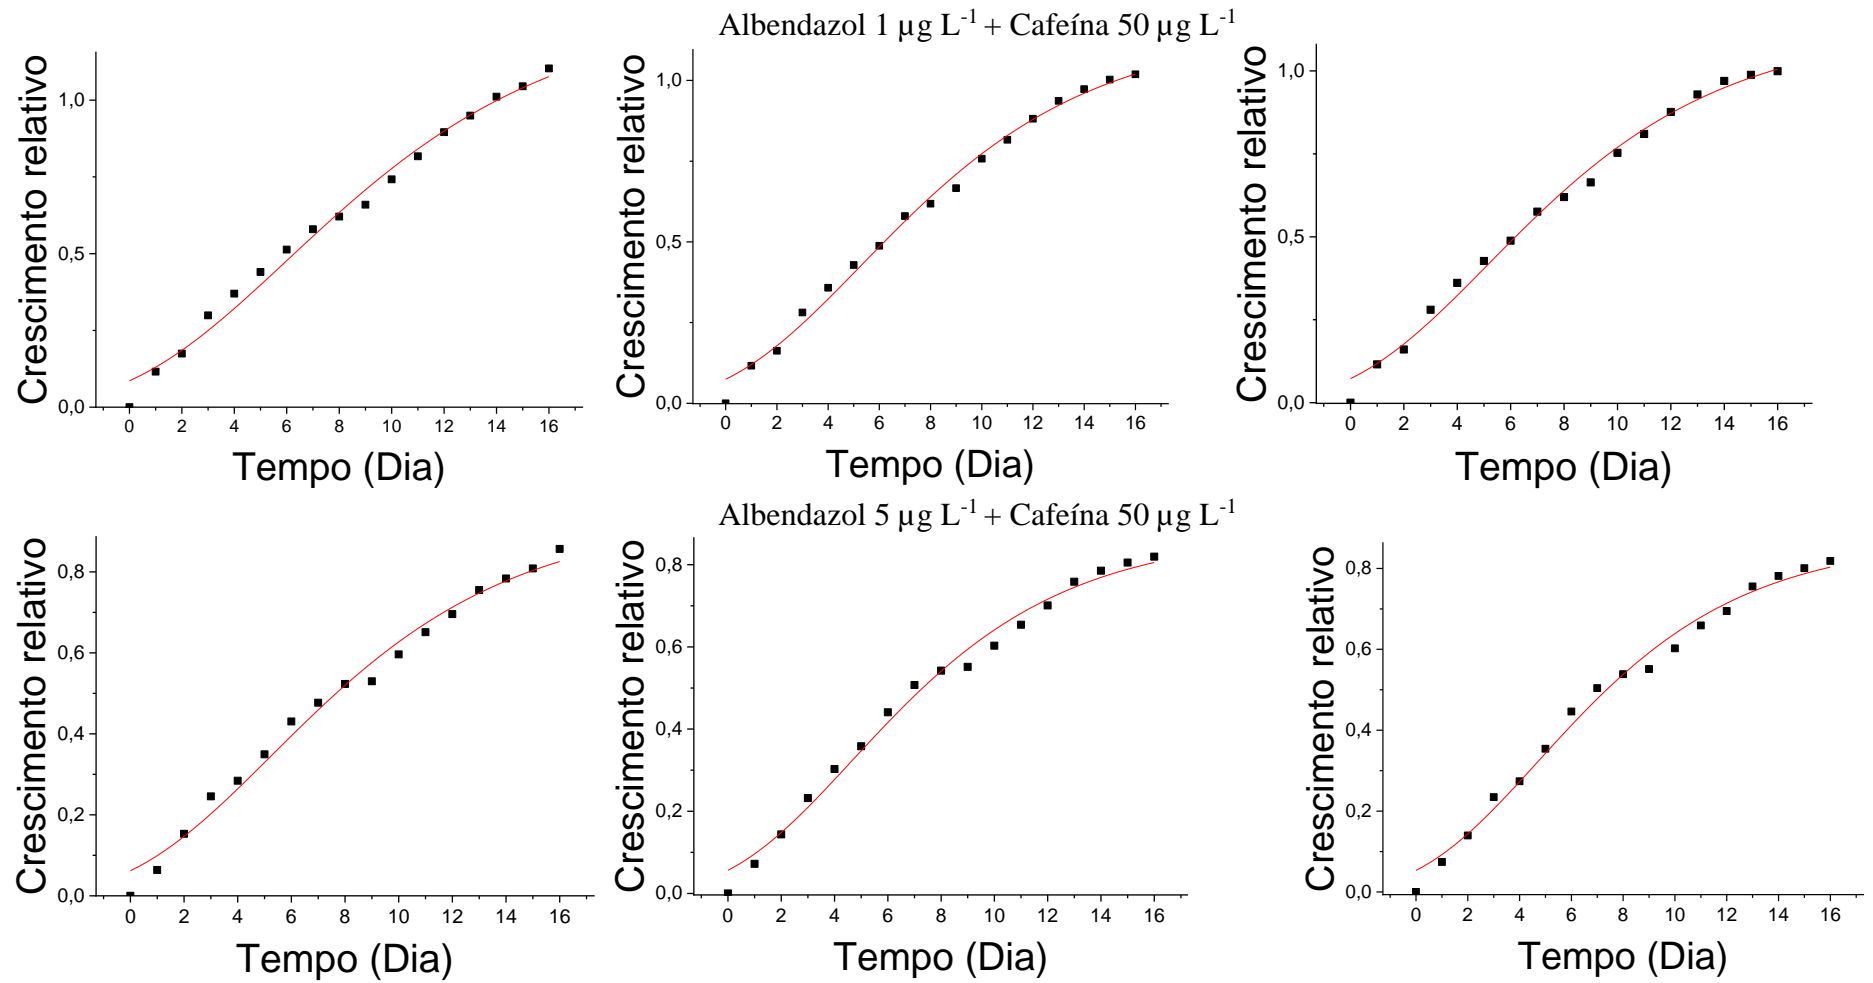 Albendazol 1 µg L-1 + Cafeína 50 µg L-1
Crescimento relativo
1,0
0,5
0,0
0 2 4 6 8 10 12 14 16
Tempo (Dia)
Crescimento relativo
1,0
0,5
0,0
0 2 4 6 8 10 12 14 16
Tempo (Dia)
Crescimento relativo
1,0
0,5
0,0
0 2 4 6 8 10 12 14 16
Tempo (Dia)
Albendazol 5 µg L-1 + Cafeína 50 µg L-1
Crescimento relativo
0,8
0,6
0,4
0,2
0,0
0 2 4 6 8 10 12 14 16
Tempo (Dia)
Crescimento relativo
0,8
0,6
0,4
0,2
0,0
0 2 4 6 8 10 12 14 16
Tempo (Dia)
Crescimento relativo
0,8
0,6
0,4
0,2
0,0
0 2 4 6 8 10 12 14 16
Tempo (Dia)